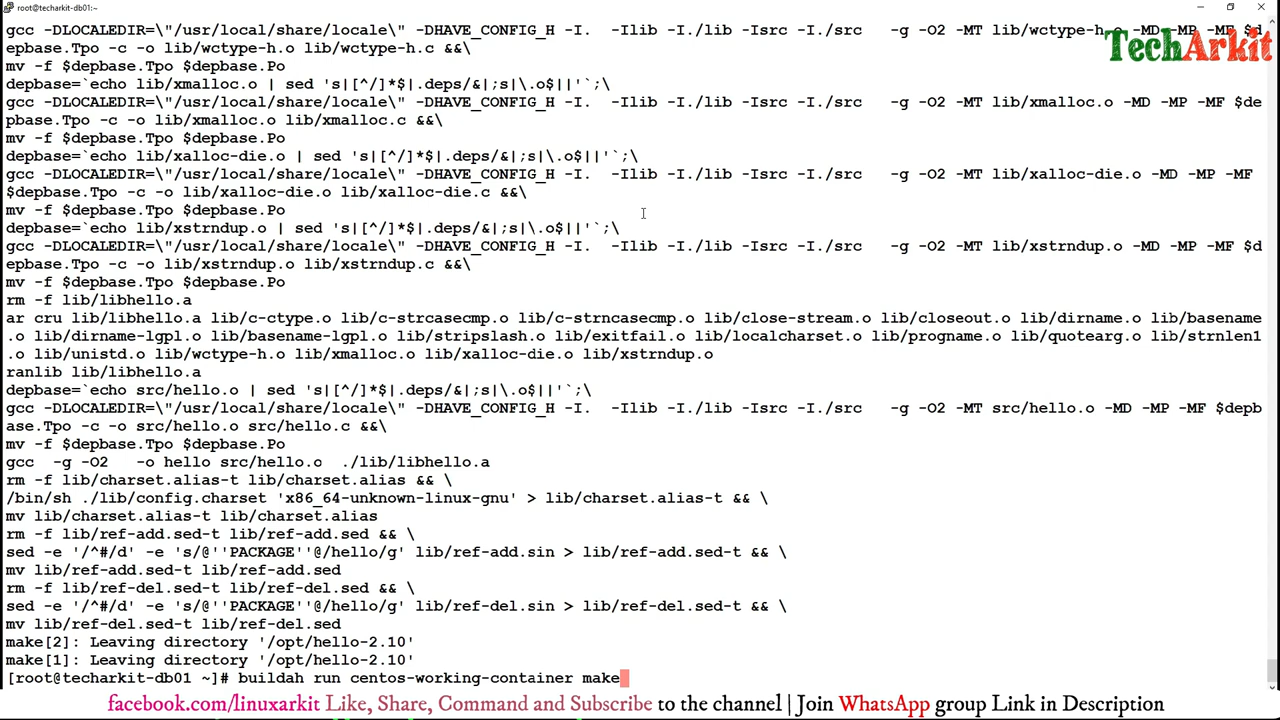 root@techarkit-db01:~
gcc -DLOCALEDIR=\"/usr/local/share/locale\" -DHAVE_CONFIG_H -I.  -Ilib -I./lib -Isrc -I./src   -g -O2 -MT lib/wctype-h.o -MD -MP -MF $d
epbase.Tpo -c -o lib/wctype-h.o lib/wctype-h.c &&\
TechArkit
mv -f $depbase.Tpo $depbase.Po
depbase=`echo lib/xmalloc.o | sed 's|[^/]*$|.deps/&|;s|\.o$||'`;\
gcc -DLOCALEDIR=\"/usr/local/share/locale\" -DHAVE_CONFIG_H -I.  -Ilib -I./lib -Isrc -I./src   -g -O2 -MT lib/xmalloc.o -MD -MP -MF $de
pbase.Tpo -c -o lib/xmalloc.o lib/xmalloc.c &&\
mv -f $depbase.Tpo $depbase.Po
depbase=`echo lib/xalloc-die.o | sed 's|[^/]*$|.deps/&|;s|\.o$||'`;\
gcc -DLOCALEDIR=\"/usr/local/share/locale\" -DHAVE_CONFIG_H -I.  -Ilib -I./lib -Isrc -I./src   -g -O2 -MT lib/xalloc-die.o -MD -MP -MF
$depbase.Tpo -c -o lib/xalloc-die.o lib/xalloc-die.c &&\
mv -f $depbase.Tpo $depbase.Po
depbase=`echo lib/xstrndup.o | sed 's|[^/]*$|.deps/&|;s|\.o$||'`;\
gcc -DLOCALEDIR=\"/usr/local/share/locale\" -DHAVE_CONFIG_H -I.  -Ilib -I./lib -Isrc -I./src   -g -O2 -MT lib/xstrndup.o -MD -MP -MF $d
epbase.Tpo -c -o lib/xstrndup.o lib/xstrndup.c &&\
mv -f $depbase.Tpo $depbase.Po
rm -f lib/libhello.a
ar cru lib/libhello.a lib/c-ctype.o lib/c-strcasecmp.o lib/c-strncasecmp.o lib/close-stream.o lib/closeout.o lib/dirname.o lib/basename
.o lib/dirname-lgpl.o lib/basename-lgpl.o lib/stripslash.o lib/exitfail.o lib/localcharset.o lib/progname.o lib/quotearg.o lib/strnlen1
.o lib/unistd.o lib/wctype-h.o lib/xmalloc.o lib/xalloc-die.o lib/xstrndup.o
ranlib lib/libhello.a
depbase=`echo src/hello.o | sed 's|[^/]*$|.deps/&|;s|\.o$||'`;\
gcc -DLOCALEDIR=\"/usr/local/share/locale\" -DHAVE_CONFIG_H -I.  -Ilib -I./lib -Isrc -I./src   -g -O2 -MT src/hello.o -MD -MP -MF $depb
ase.Tpo -c -o src/hello.o src/hello.c &&\
mv -f $depbase.Tpo $depbase.Po
gcc  -g -O2   -o hello src/hello.o  ./lib/libhello.a
rm -f lib/charset.alias-t lib/charset.alias && \
/bin/sh ./lib/config.charset 'x86_64-unknown-linux-gnu' > lib/charset.alias-t && \
mv lib/charset.alias-t lib/charset.alias
rm -f lib/ref-add.sed-t lib/ref-add.sed && \
sed -e '/^#/d' -e 's/@''PACKAGE''@/hello/g' lib/ref-add.sin > lib/ref-add.sed-t && \
mv lib/ref-add.sed-t lib/ref-add.sed
rm -f lib/ref-del.sed-t lib/ref-del.sed && \
sed -e '/^#/d' -e 's/@''PACKAGE''@/hello/g' lib/ref-del.sin > lib/ref-del.sed-t && \
mv lib/ref-del.sed-t lib/ref-del.sed
make[2]: Leaving directory '/opt/hello-2.10'
make[1]: Leaving directory '/opt/hello-2.10'
[root@techarkit-db01 ~]# buildah run centos-working-container make
facebook.com/linuxarkit Like, Share, Command and Subscribe to the channel | Join WhatsApp group Link in Description